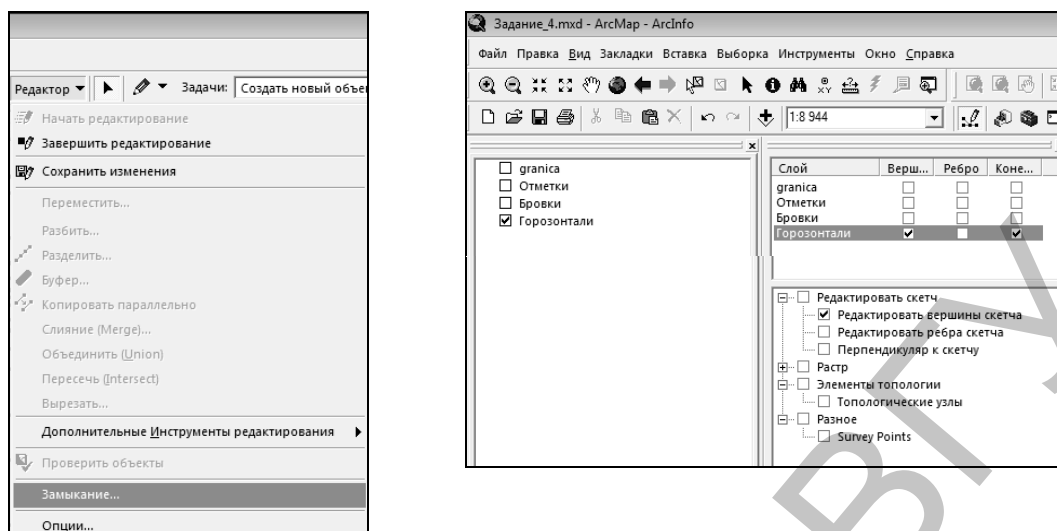 Редактор
Задачи: Создать новый объе
Начать редактирование
Завершить редактирование
Сохранить изменения
Переместить...
Разбить...
Разделить...
Буфер...
Копировать параллельно
Слияние (Merge)...
Объединить (Union)
Пересечь (Intersect)
Вырезать...
Дополнительные Инструменты редактирования
Проверить объекты
Замыкание...
Опции...
Задание_4.mxd - ArcMap - ArcInfo
Файл Правка Вид Закладки Вставка Выборка Инструменты Окно Справка
1:8 944
granica
Отметки
Бровки
Горозонтали
Слой Верш... Ребро Коне...
granica
Отметки
Бровки
Горозонтали
Редактировать скетч
Редактировать вершины скетча
Редактировать ребра скетча
Перпендикуляр к скетчу
Растр
Элементы топологии
Топологические узлы
Разное
Survey Points
ВГУ